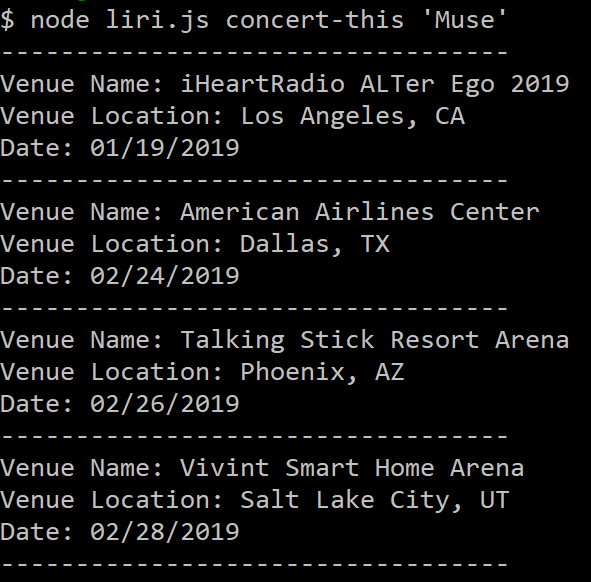 $ node liri.js concert-this 'Muse'
----------------------------------
Venue Name: iHeartRadio ALTer Ego 2019
Venue Location: Los Angeles, CA
Date: 01/19/2019
----------------------------------
Venue Name: American Airlines Center
Venue Location: Dallas, TX
Date: 02/24/2019
----------------------------------
Venue Name: Talking Stick Resort Arena
Venue Location: Phoenix, AZ
Date: 02/26/2019
----------------------------------
Venue Name: Vivint Smart Home Arena
Venue Location: Salt Lake City, UT
Date: 02/28/2019
----------------------------------